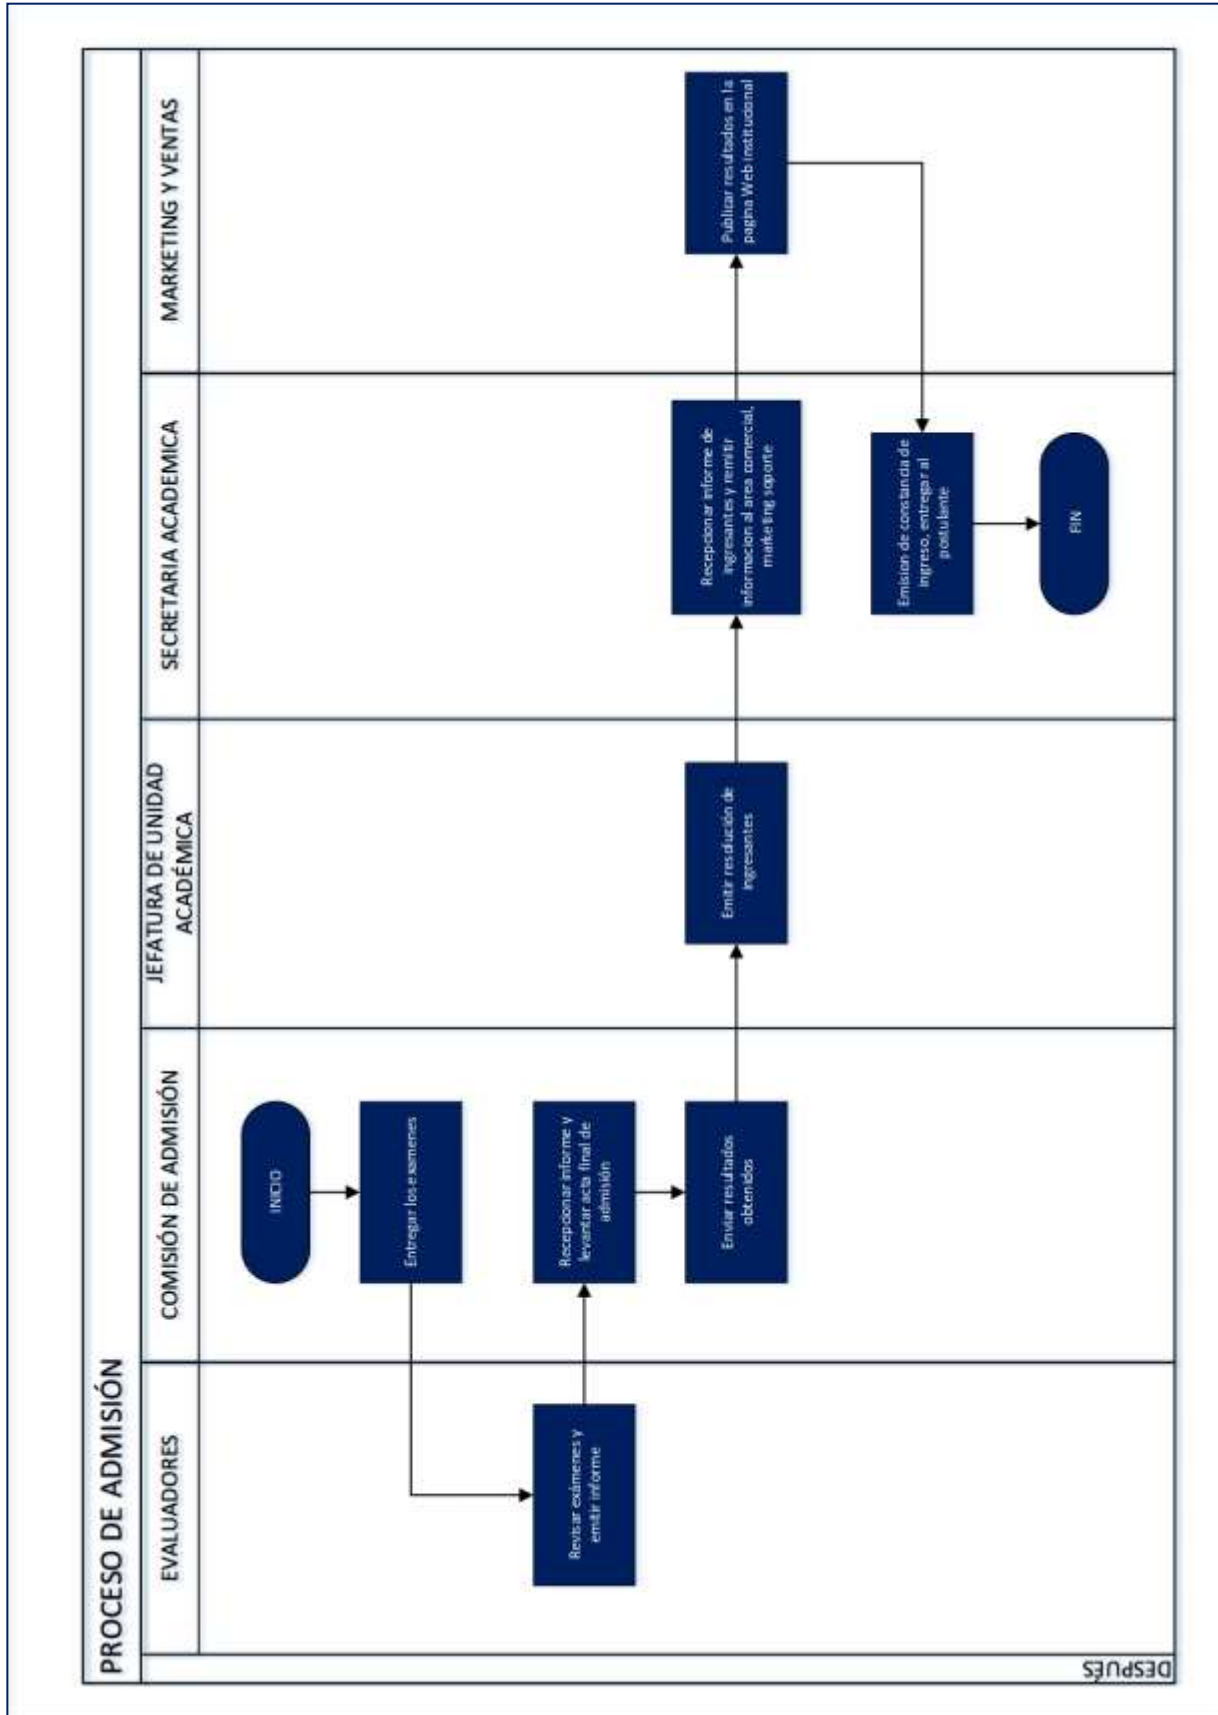 PROCESO DE ADMISIÓN
EVALUADORES
COMISIÓN DE ADMISIÓN
JEFATURA DE UNIDAD
ACADÉMICA
SECRETARIA ACADEMICA
MARKETING Y VENTAS
DESPUÉS
INICIO
Entregar los examenes
Revisar exámenes y
emitir informe
Recepcionar informe y
levantar acta final de
admisión
Enviar resultados
obtenidos
Emitir resolución de
ingresantes
Recepcionar informe de
ingresantes y remitir
informacion al area comercial,
marketing soporte
Publicar resultados en la
pagina Web institucional
Emision de constancia de
ingreso, entregar al
postulante
FIN